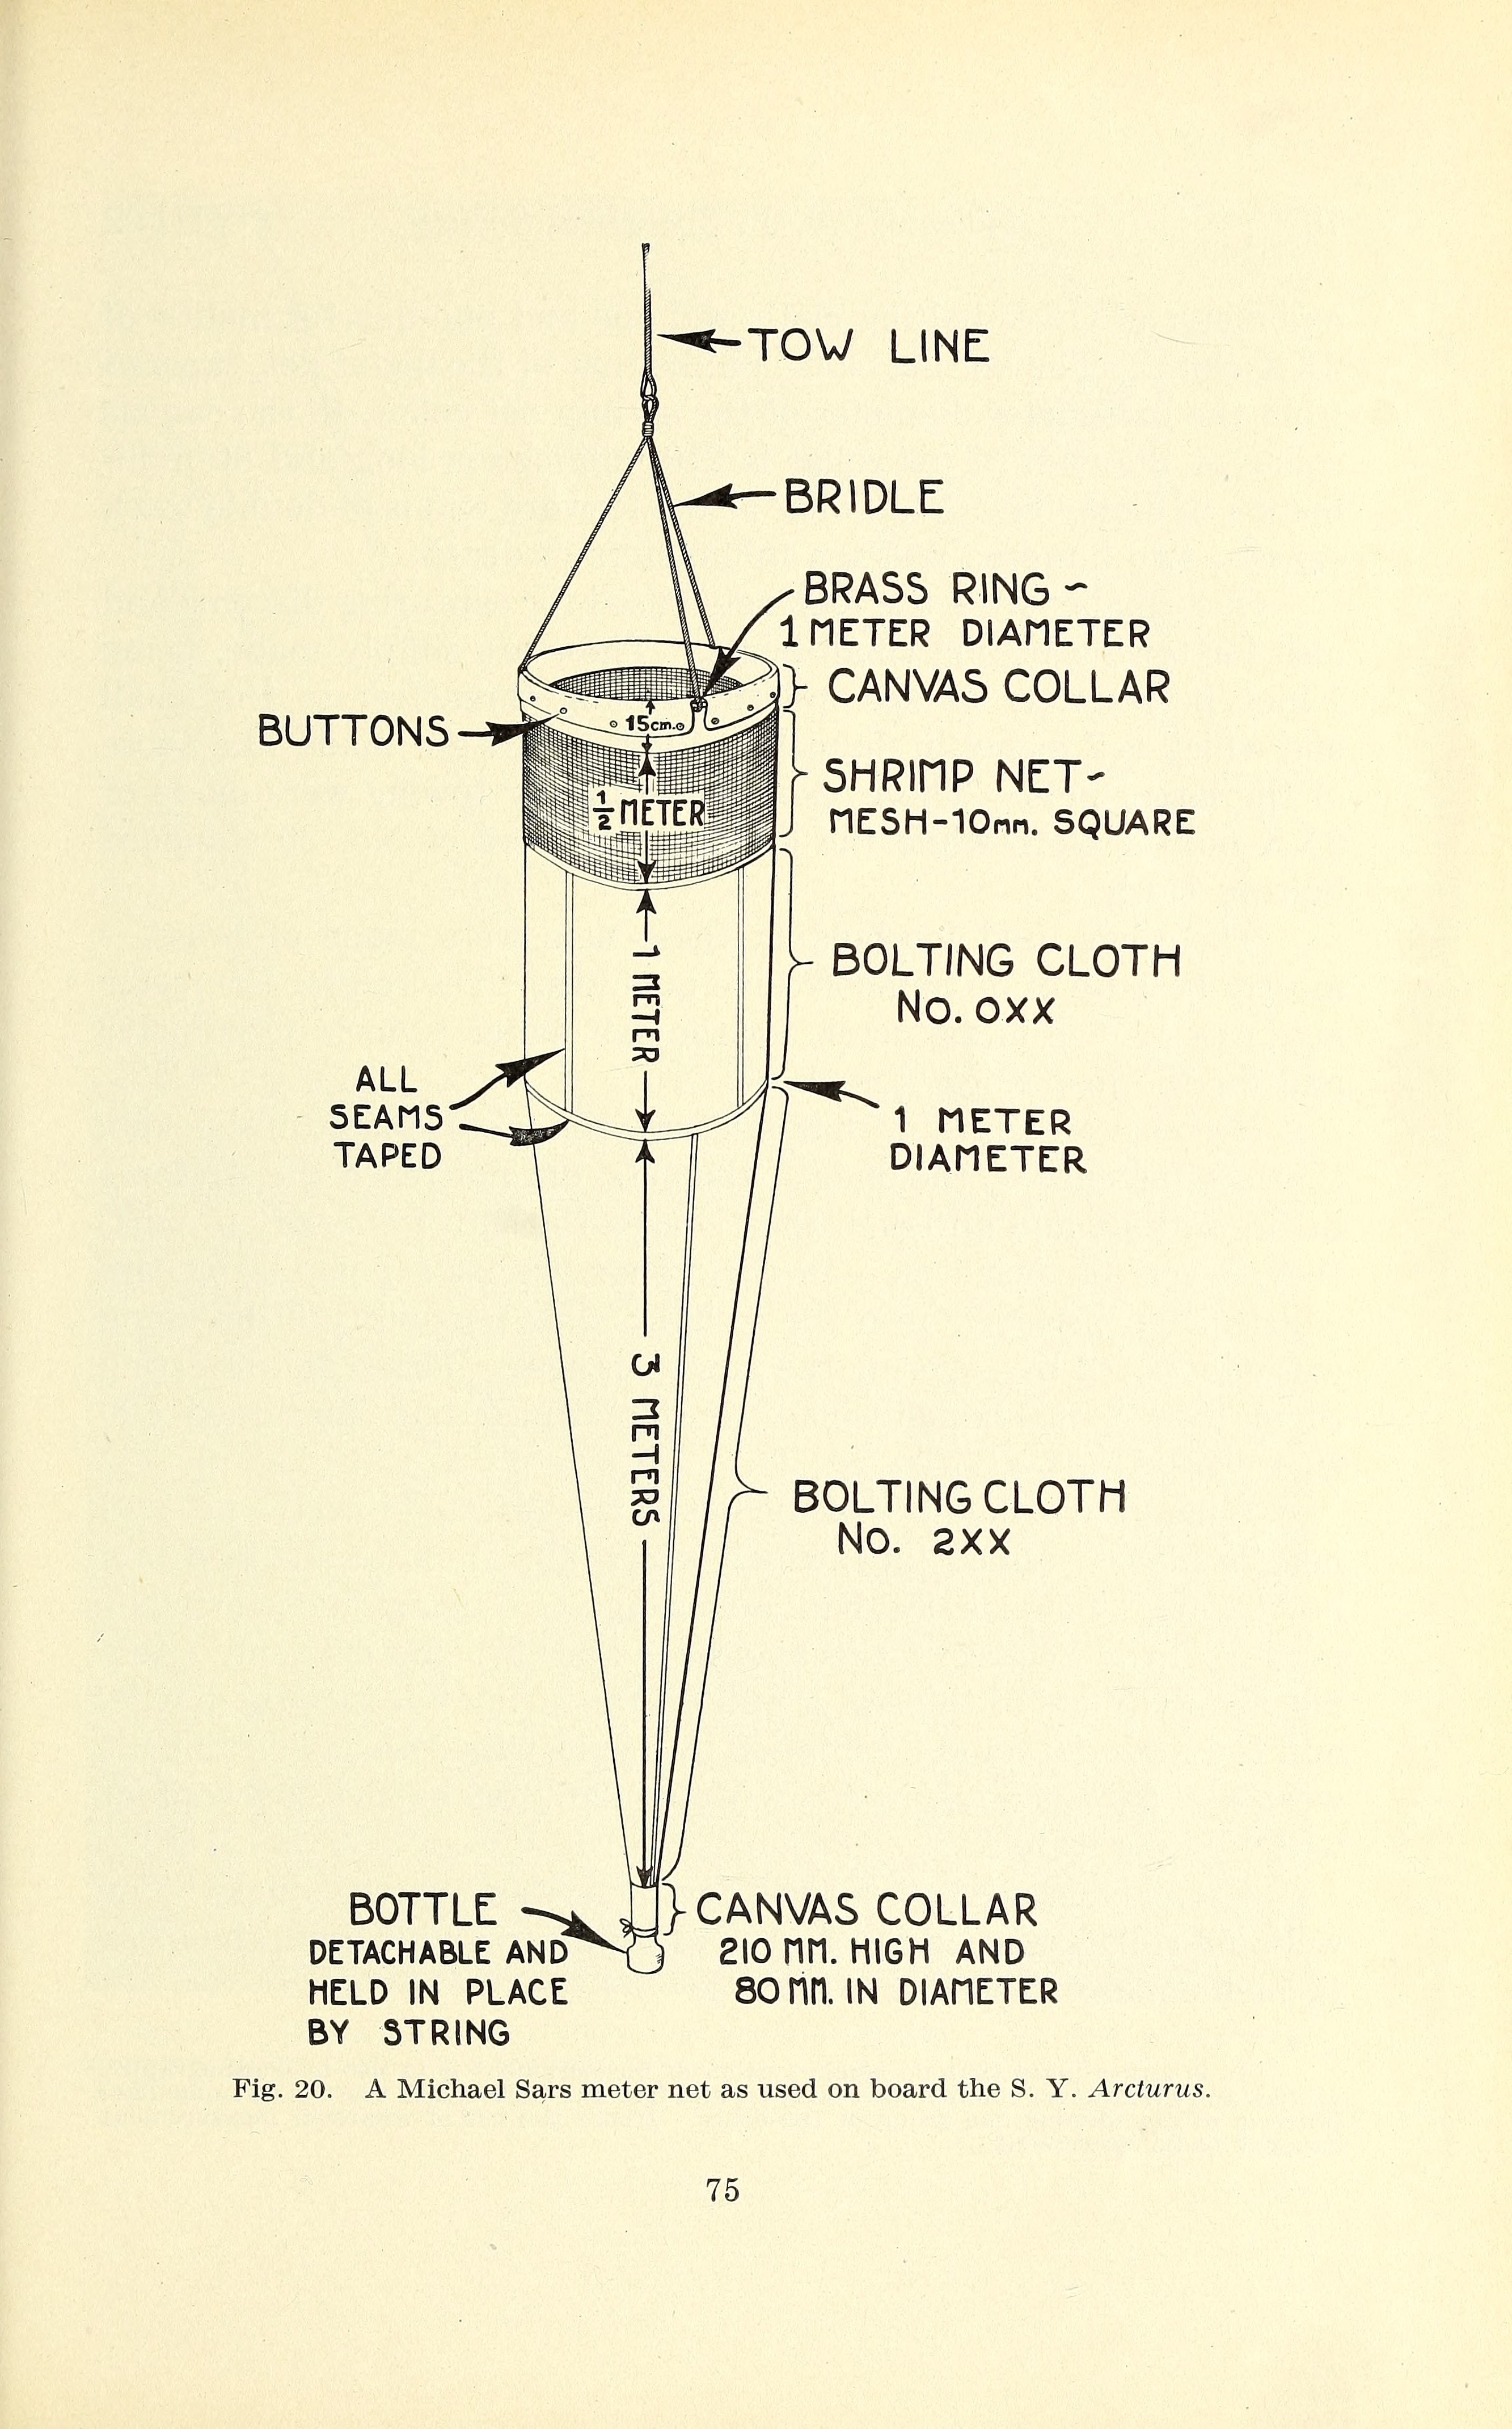 TOW LINE
BRIDLE
BRASS RING ~
1 METER DIAMETER
CANVAS COLLAR
BUTTONS
15cm.
SHRIMP NET ~
MESH-10mm. SQUARE
½ METER
BOLTING CLOTH
No. 0XX
1 METER
ALL
SEAMS
TAPED
1 METER
DIAMETER
3 METERS
BOLTING CLOTH
No. 2XX
BOTTLE
DETACHABLE AND
HELD IN PLACE
BY STRING
CANVAS COLLAR
210 MM. HIGH AND
80 MM. IN DIAMETER
Fig. 20. A Michael Sars meter net as used on board the S. Y. Arcturus.
75